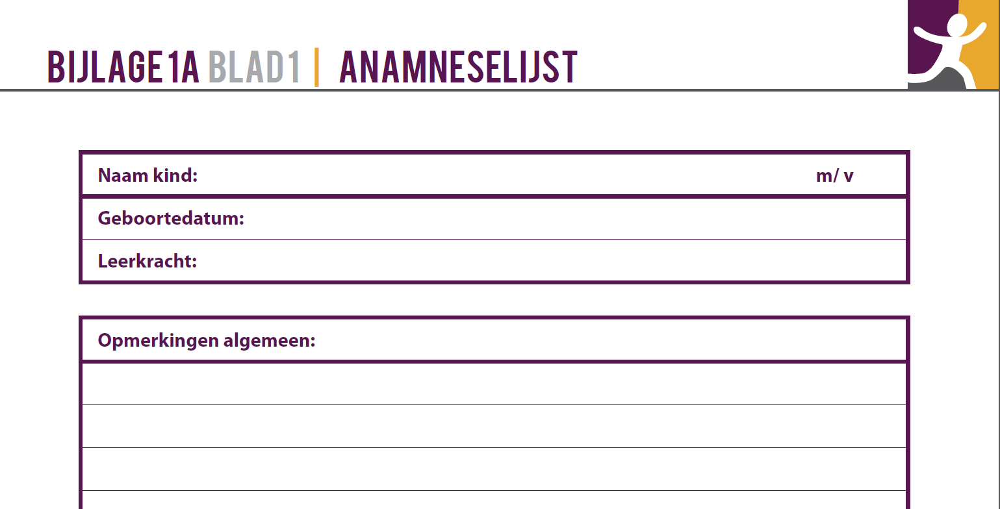 BIJLAGE1A BLAD1 | ANAMNESELIJST
Naam kind: m/ v
Geboortedatum:
Leerkracht:
Opmerkingen algemeen: